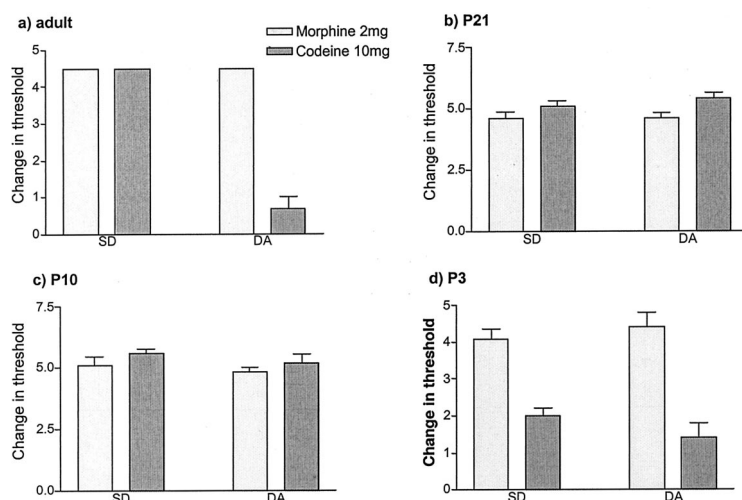 a) adult
Morphine 2mg
Codeine 10mg
Change in threshold
5
4
3
2
1
0
SD
DA
b) P21
Change in threshold
7.5
5.0
2.5
0.0
SD
DA
c) P10
Change in threshold
7.5
5.0
2.5
0.0
SD
DA
d) P3
Change in threshold
5
4
3
2
1
0
SD
DA